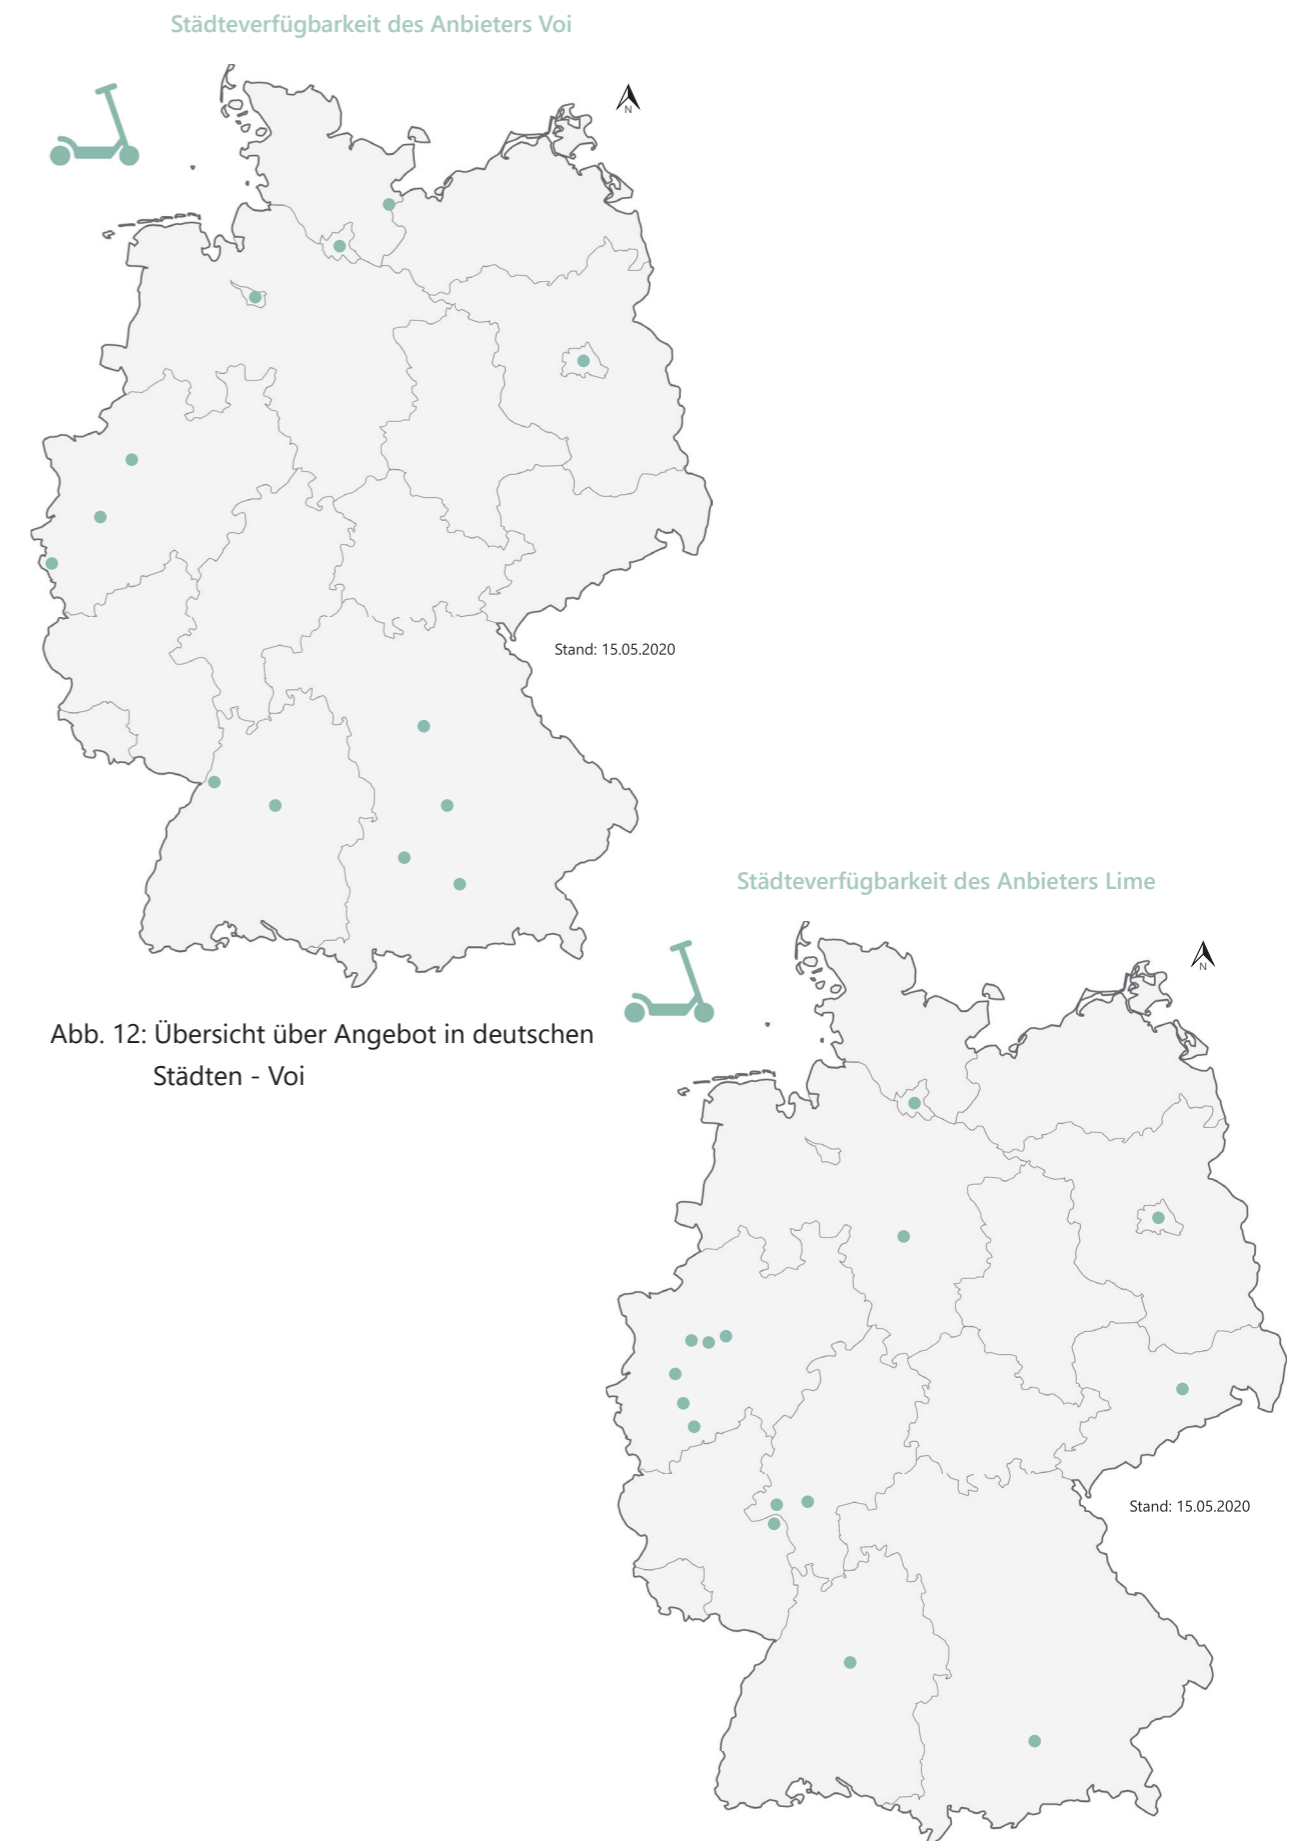 Städteverfügbarkeit des Anbieters Voi
N
Stand: 15.05.2020
Abb. 12: Übersicht über Angebot in deutschen
Städten - Voi
Städteverfügbarkeit des Anbieters Lime
N
Stand: 15.05.2020